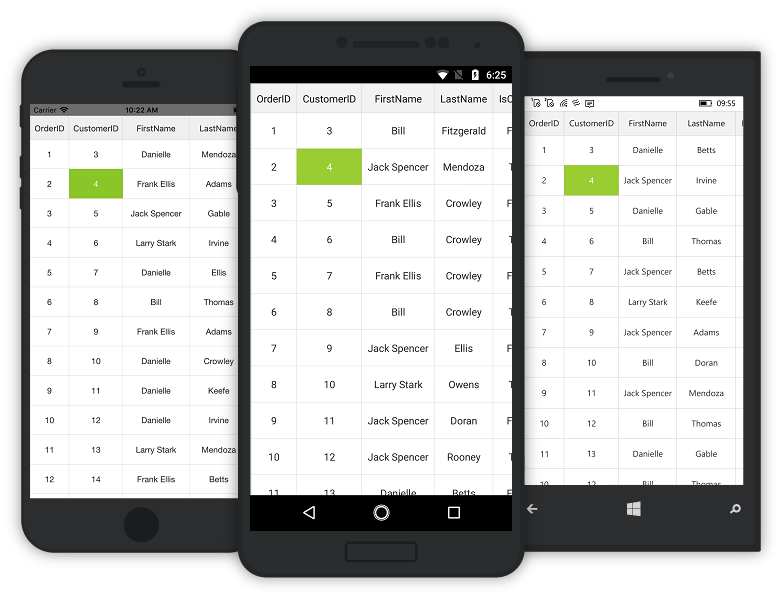 Carrier 10:22 AM
OrderID CustomerID FirstName LastName
1 3 Danielle Mendoza
2 4 Frank Ellis Adams
3 5 Jack Spencer Gable
4 6 Larry Stark Irvine
5 7 Danielle Ellis
6 8 Bill Thomas
7 9 Frank Ellis Adams
8 10 Danielle Crowley
9 11 Danielle Keefe
10 12 Danielle Irvine
11 13 Larry Stark Mendoza
12 14 Frank Ellis Betts
6:25
OrderID CustomerID FirstName LastName IsC
1 3 Bill Fitzgerald F
2 4 Jack Spencer Mendoza T
3 5 Frank Ellis Crowley F
4 6 Bill Crowley T
5 7 Frank Ellis Crowley F
6 8 Bill Crowley T
7 9 Jack Spencer Ellis F
8 10 Larry Stark Owens F
9 11 Jack Spencer Doran F
10 12 Jack Spencer Rooney T
11 13 Danielle Betts F
09:55
OrderID CustomerID FirstName LastName
1 3 Danielle Betts
2 4 Jack Spencer Irvine
3 5 Danielle Gable
4 6 Bill Thomas
5 7 Jack Spencer Betts
6 8 Larry Stark Keefe
7 9 Jack Spencer Adams
8 10 Bill Doran
9 11 Jack Spencer Mendoza
10 12 Bill Thomas
11 13 Danielle Gable
10 12 Bill Thomas